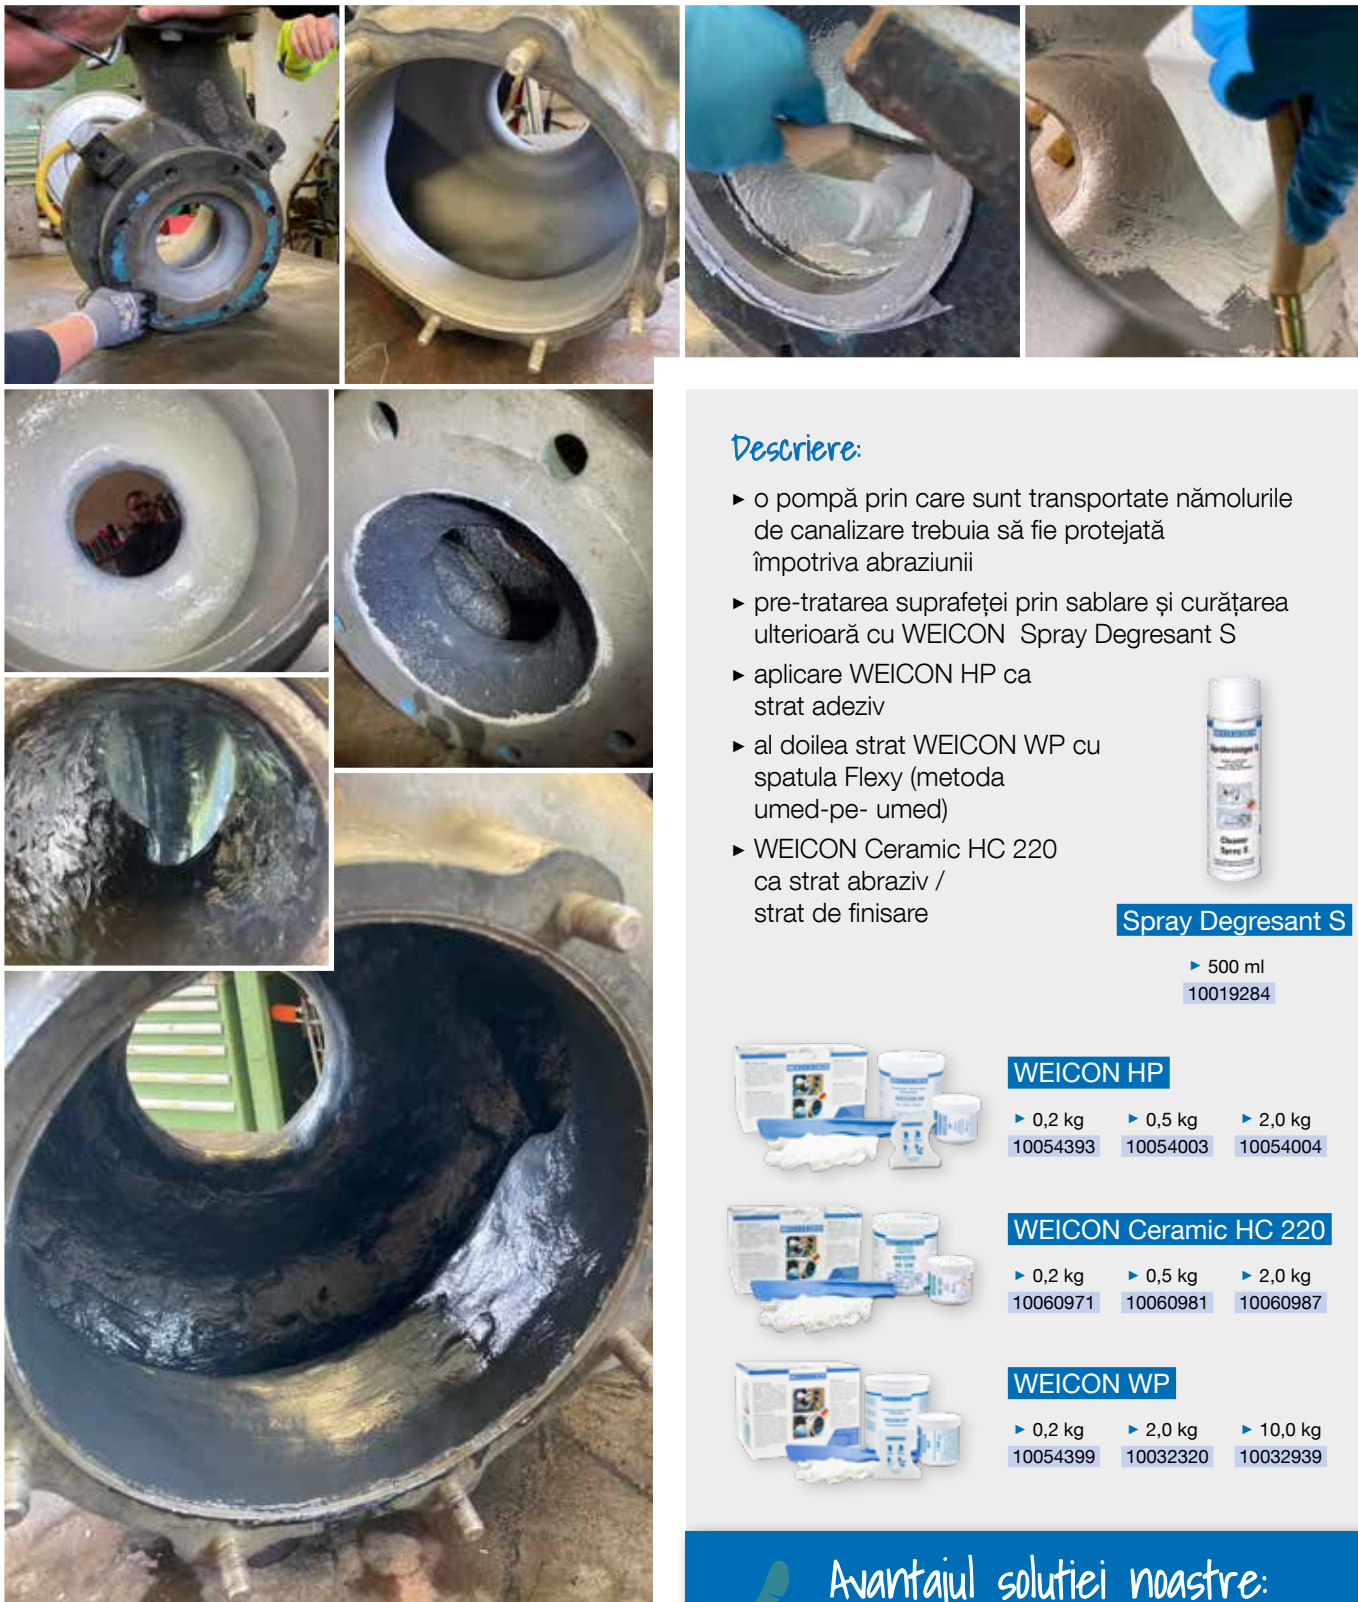 Descriere:
► o pompă prin care sunt transportate nămolurile
de canalizare trebuia să fie protejată
împotriva abraziunii
► pre-tratarea suprafeței prin sablare și curățarea
ulterioară cu WEICON Spray Degresant S
► aplicare WEICON HP ca
strat adeziv
► al doilea strat WEICON WP cu
spatula Flexy (metoda
umed-pe- umed)
► WEICON Ceramic HC 220
ca strat abraziv /
strat de finisare
Cleaner
Spray S
Spray Degresant S
► 500 ml
10019284
WEICON HP
► 0,2 kg ► 0,5 kg ► 2,0 kg
10054393 10054003 10054004
WEICON Ceramic HC 220
► 0,2 kg ► 0,5 kg ► 2,0 kg
10060971 10060981 10060987
WEICON WP
► 0,2 kg ► 2,0 kg ► 10,0 kg
10054399 10032320 10032939
Avantajul solutiei noastre: